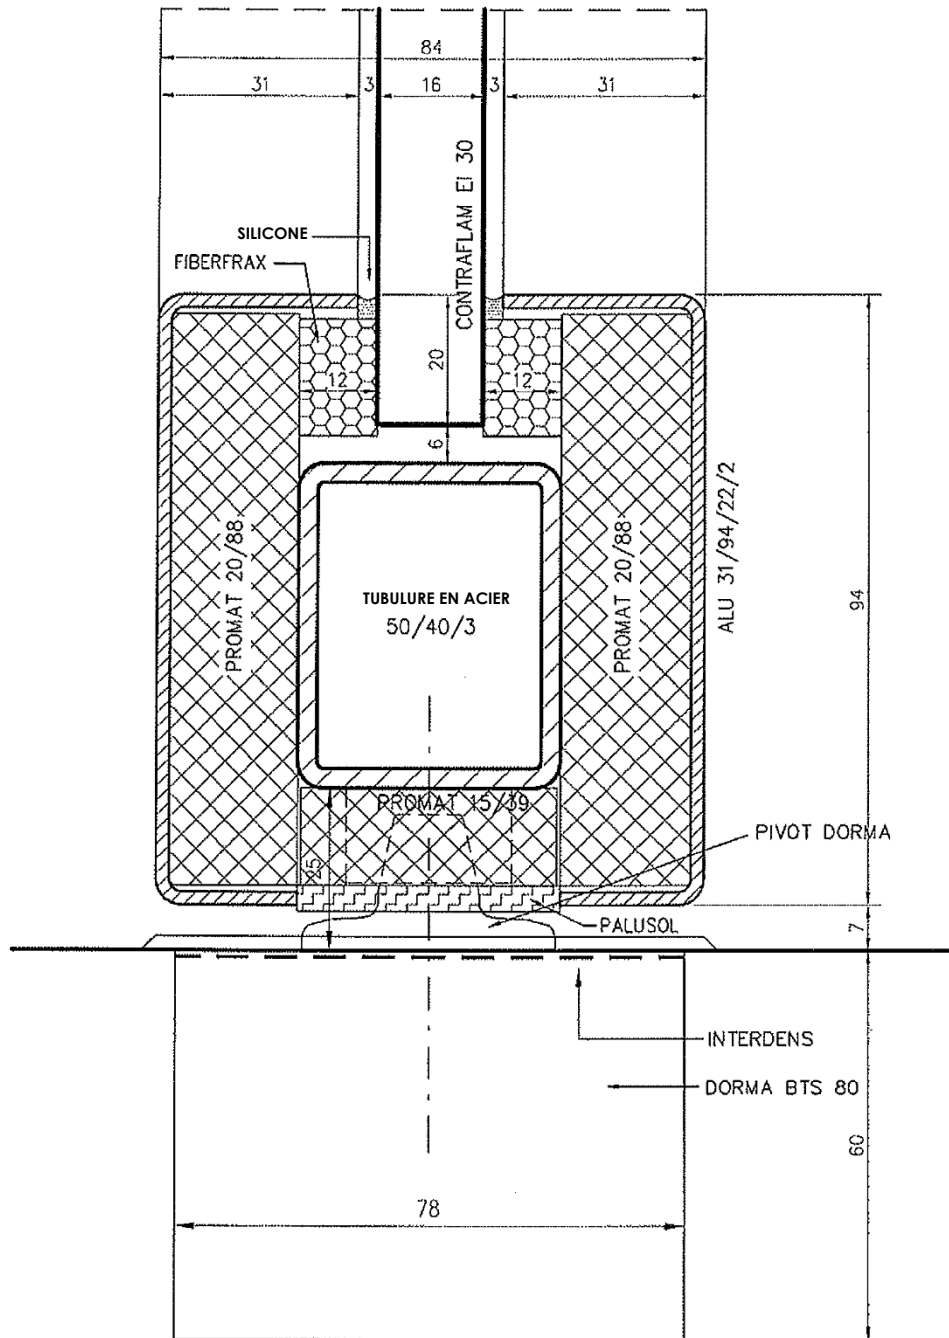 84
31
3
16
3
31
CONTRAFLAM EI 30
SILICONE
FIBERFRAX
20
12
12
6
PROMAT 20/88
TUBULURE EN ACIER
50/40/3
PROMAT 20/88
ALU 31/94/22/2
94
PROMAT 15/39
PIVOT DORMA
25
PALUSOL
7
INTERDENS
DORMA BTS 80
60
78